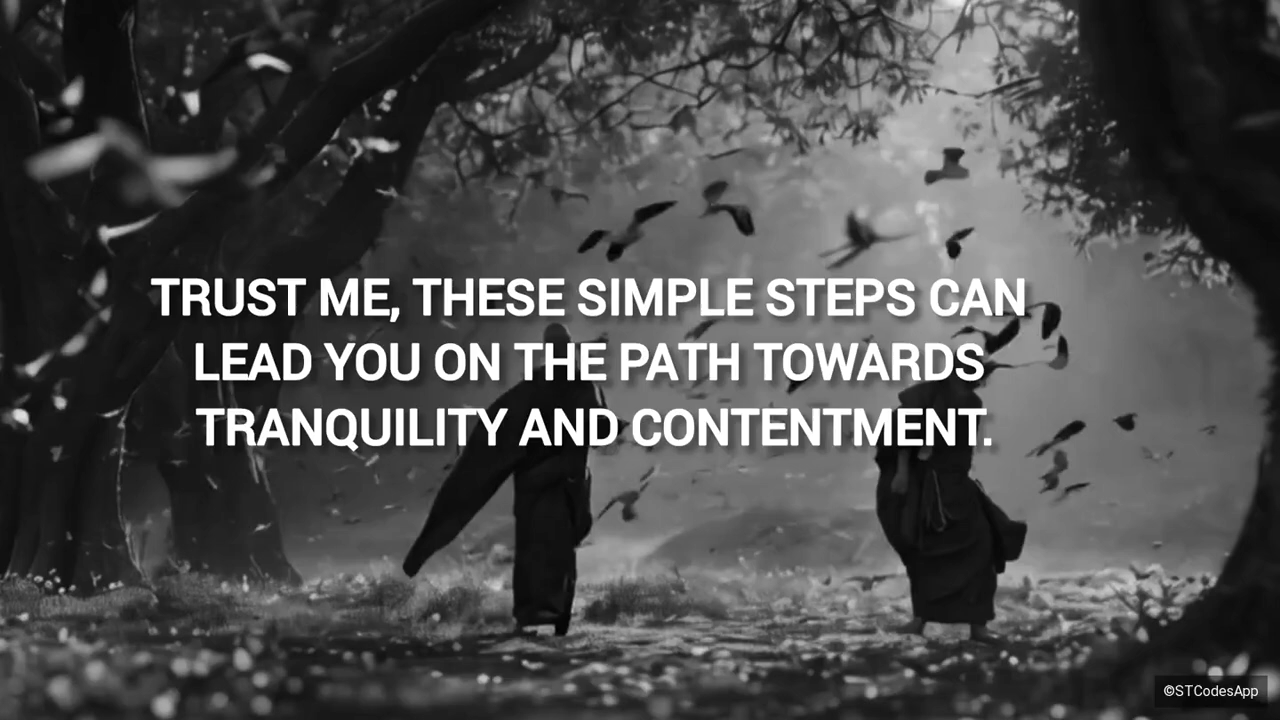 TRUST ME, THESE SIMPLE STEPS CAN
LEAD YOU ON THE PATH TOWARDS
TRANQUILITY AND CONTENTMENT.
©STCodesApp